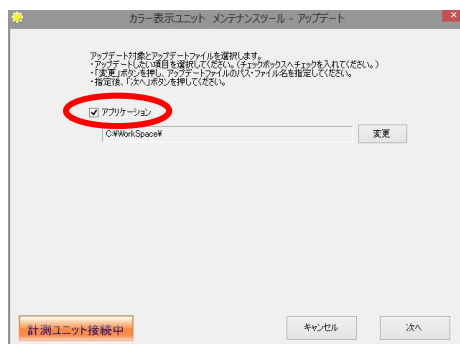 カラー表示ユニット メンテナンスツール - アップデート
アップデート対象とアップデートファイルを選択します。
・アップデートしたい項目を選択してください。(チェックボックスへチェックを入れてください。)
・「変更」ボタンを押し、アップデートファイルのパス・ファイル名を指定してください。
・指定後、「次へ」ボタンを押してください。
アプリケーション
C:¥WorkSpace¥
変更
計測ユニット接続中
キャンセル
次へ